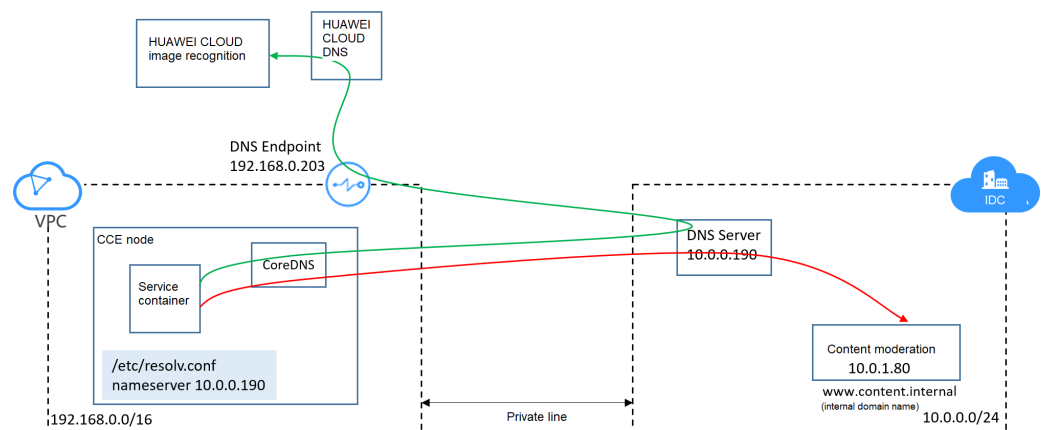 HUAWEI CLOUD
image recognition
HUAWEI
CLOUD
DNS
DNS Endpoint
192.168.0.203
VPC
IDC
CCE node
CoreDNS
Service
container
DNS Server
10.0.0.190
/etc/resolv.conf
nameserver 10.0.0.190
Content moderation
10.0.1.80
www.content.internal
(internal domain name)
192.168.0.0/16
Private line
10.0.0.0/24